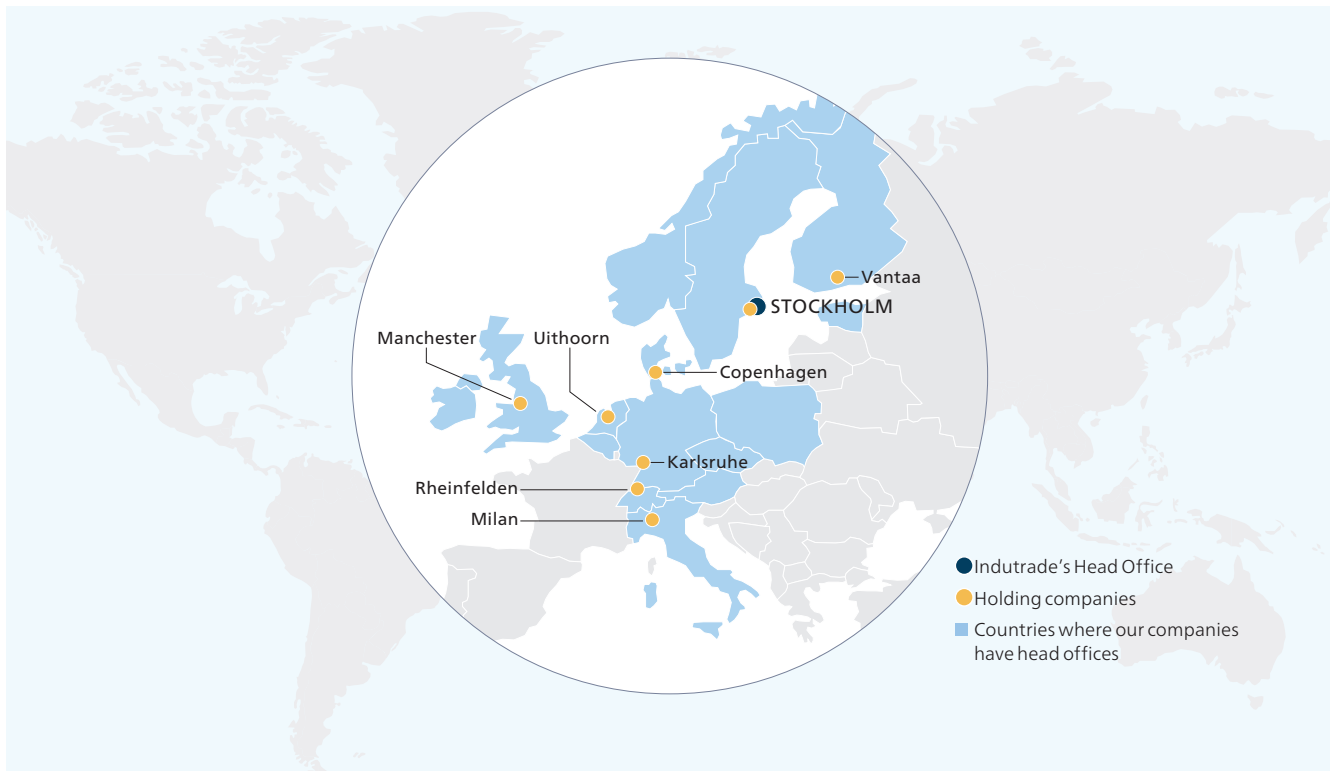 Vantaa
STOCKHOLM
Manchester
Uithoorn
Copenhagen
Karlsruhe
Rheinfelden
Milan
Indutrade's Head Office
Holding companies
Countries where our companies
have head offices